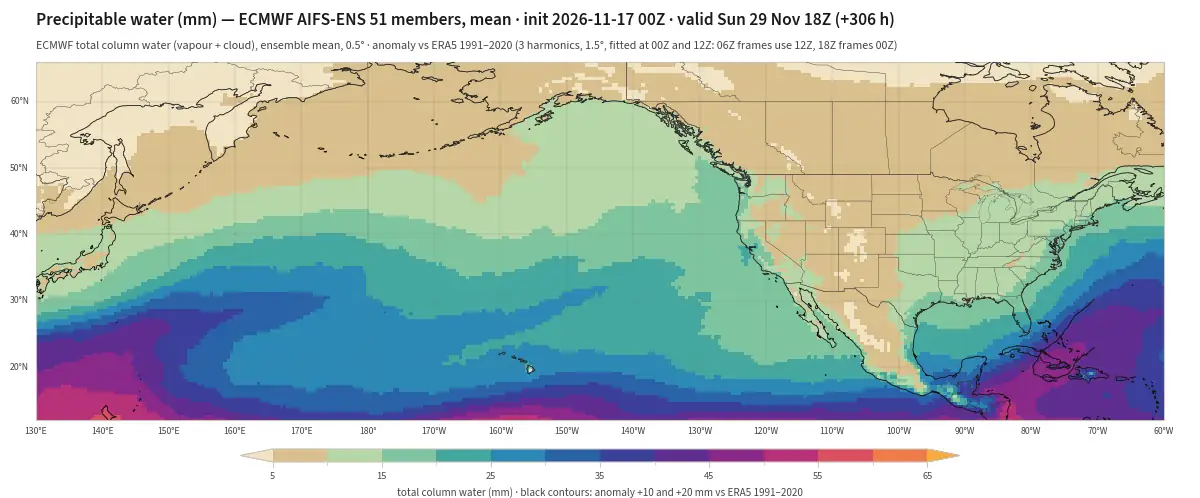 Precipitable water (mm) — ECMWF AIFS-ENS 51 members, mean · init 2026-11-17 00Z · valid Sun 29 Nov 18Z (+306 h)
ECMWF total column water (vapour + cloud), ensemble mean, 0.5° · anomaly vs ERA5 1991–2020 (3 harmonics, 1.5°, fitted at 00Z and 12Z: 06Z frames use 12Z, 18Z frames 00Z)
60°N
50°N
40°N
30°N
20°N
130°E 140°E 150°E 160°E 170°E 180° 170°W 160°W 150°W 140°W 130°W 120°W 110°W 100°W 90°W 80°W 70°W 60°W
5 15 25 35 45 55 65
total column water (mm) · black contours: anomaly +10 and +20 mm vs ERA5 1991–2020